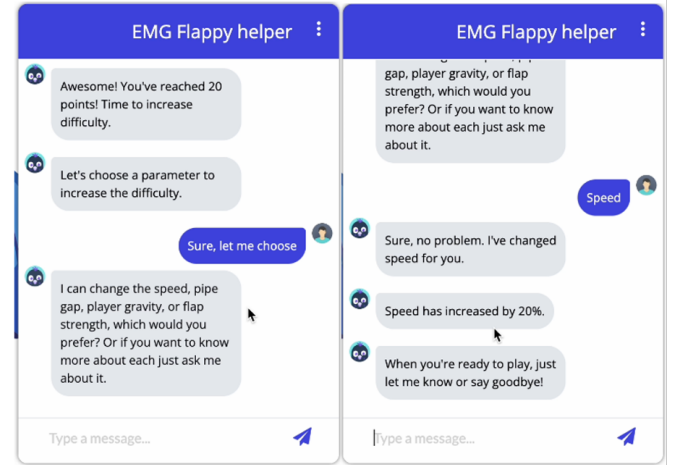 EMG Flappy helper
Awesome! You've reached 20
points! Time to increase
difficulty.
Let's choose a parameter to
increase the difficulty.
Sure, let me choose
I can change the speed, pipe
gap, player gravity, or flap
strength, which would you
prefer? Or if you want to know
more about each just ask me
about it.
Type a message...
EMG Flappy helper
gap, player gravity, or flap
strength, which would you
prefer? Or if you want to know
more about each just ask me
about it.
Speed
Sure, no problem. I've changed
speed for you.
Speed has increased by 20%.
When you're ready to play, just
let me know or say goodbye!
Type a message...